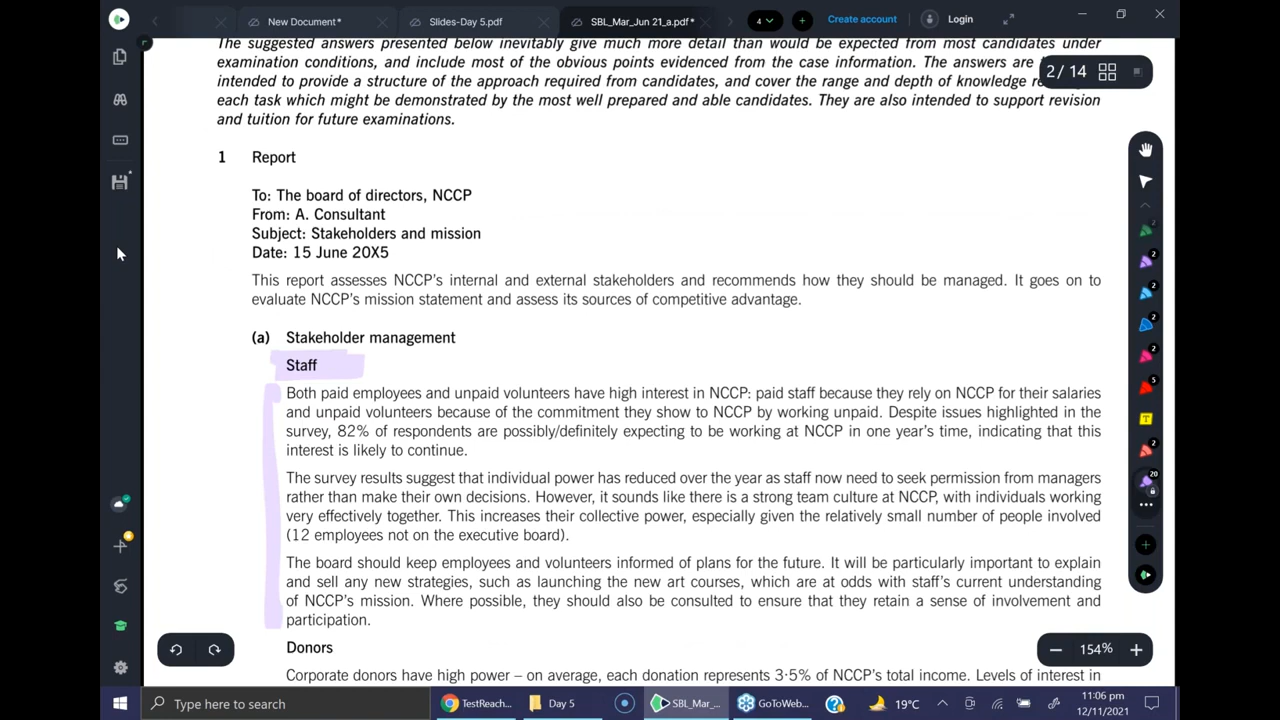 New Document*
Slides-Day 5.pdf
SBL_Mar_Jun 21_a.pdf*
4
Create account
Login
The suggested answers presented below inevitably give much more detail than would be expected from most candidates under
examination conditions, and include most of the obvious points evidenced from the case information. The answers are
intended to provide a structure of the approach required from candidates, and cover the range and depth of knowledge
each task which might be demonstrated by the most well prepared and able candidates. They are also intended to support revision
and tuition for future examinations.
2 / 14
1 Report
To: The board of directors, NCCP
From: A. Consultant
Subject: Stakeholders and mission
Date: 15 June 20X5
This report assesses NCCP's internal and external stakeholders and recommends how they should be managed. It goes on to
evaluate NCCP's mission statement and assess its sources of competitive advantage.
(a) Stakeholder management
Staff
Both paid employees and unpaid volunteers have high interest in NCCP: paid staff because they rely on NCCP for their salaries
and unpaid volunteers because of the commitment they show to NCCP by working unpaid. Despite issues highlighted in the
survey, 82% of respondents are possibly/definitely expecting to be working at NCCP in one year's time, indicating that this
interest is likely to continue.
The survey results suggest that individual power has reduced over the year as staff now need to seek permission from managers
rather than make their own decisions. However, it sounds like there is a strong team culture at NCCP, with individuals working
very effectively together. This increases their collective power, especially given the relatively small number of people involved
(12 employees not on the executive board).
The board should keep employees and volunteers informed of plans for the future. It will be particularly important to explain
and sell any new strategies, such as launching the new art courses, which are at odds with staff's current understanding
of NCCP's mission. Where possible, they should also be consulted to ensure that they retain a sense of involvement and
participation.
Donors
Corporate donors have high power – on average, each donation represents 3·5% of NCCP's total income. Levels of interest in
2
2
2
2
2
5
T
2
20
4
154%
Type here to search
TestReach...
Day 5
SBL_Mar_...
GoToWeb...
19°C
11:06 pm
12/11/2021